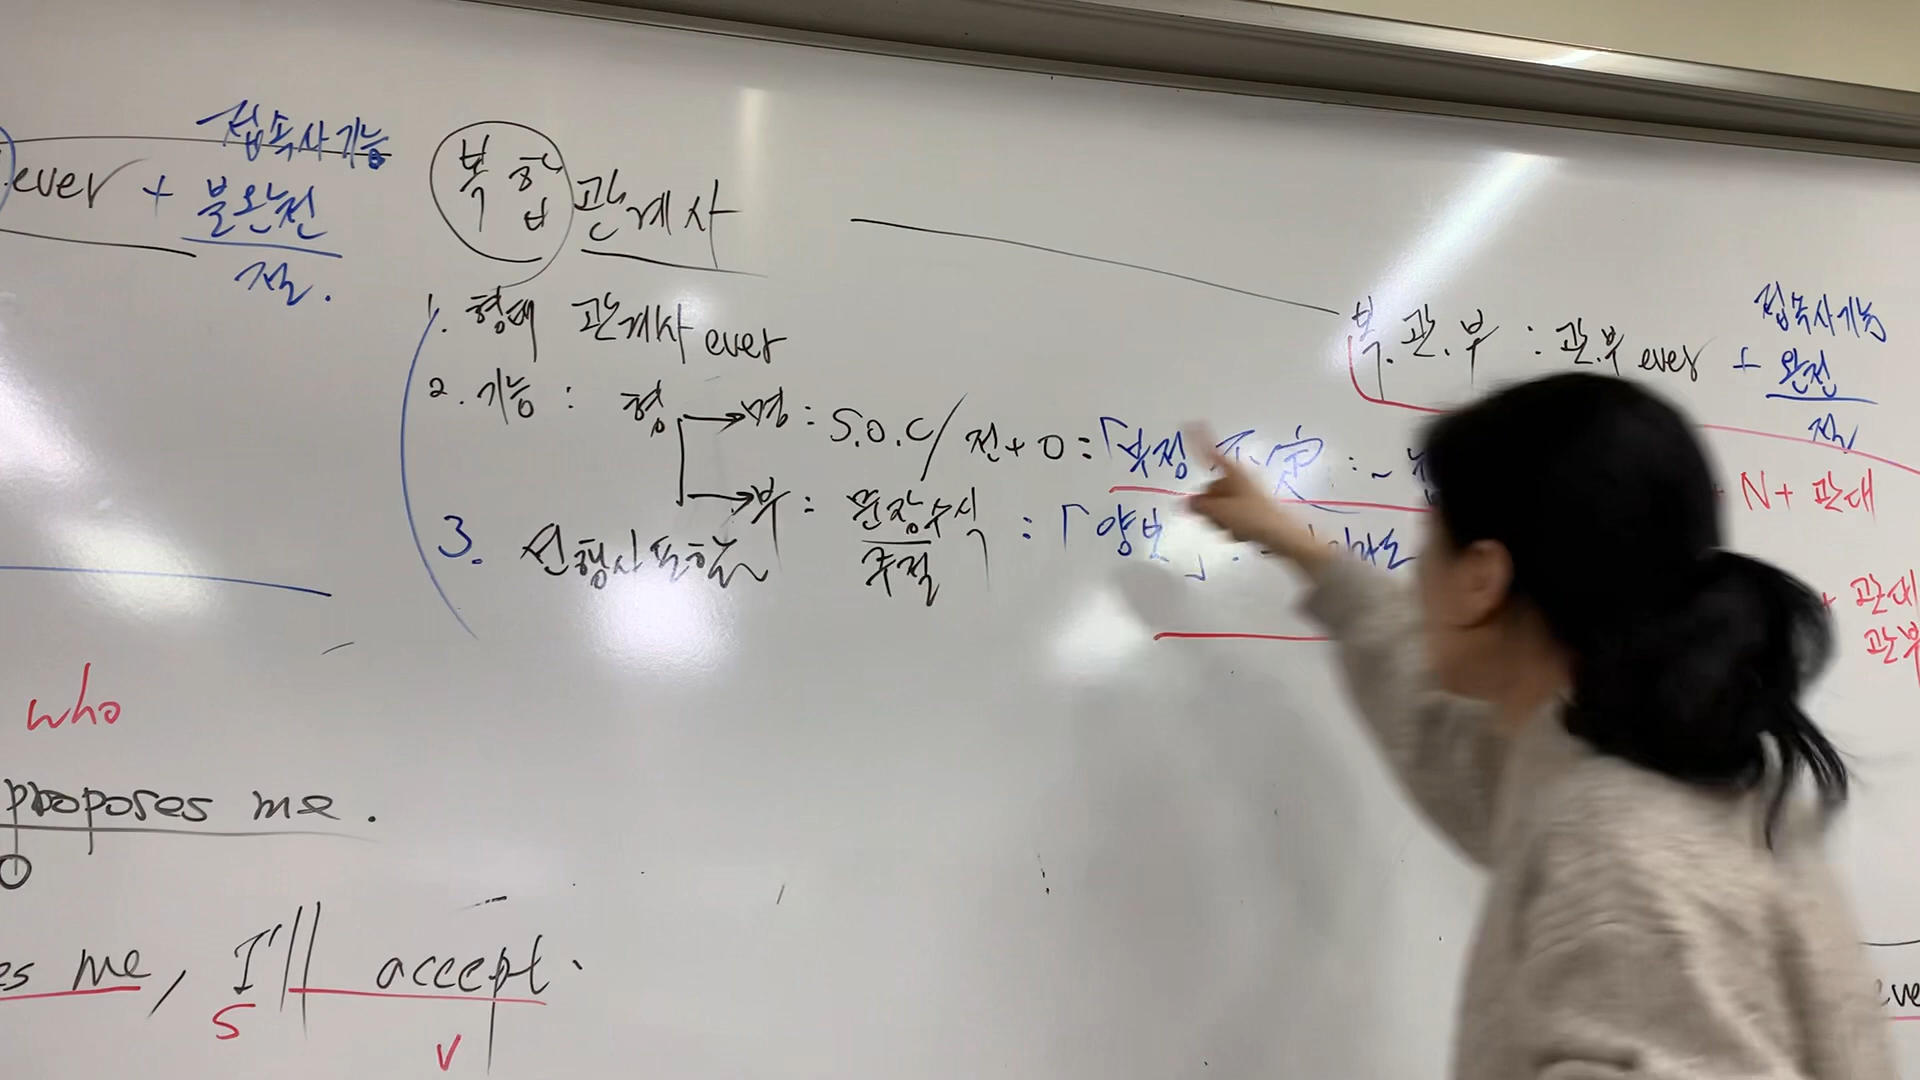 접속사기능
ever + 불완전
절.
복합 관계사
1. 형태 관계사 ever
2. 기능 : 형 → 명 : S.O.C / 전+O : 「부정 不定 : ~
→ 부 : 문장수식 : 「양보」
구절
3. 선행사 포함
복.관.부 : 관.부 ever + 완전
접속사기능
절
N + 관대
+ 관대
관부
who
proposes me.
O
es me, I'll accept.
S
V